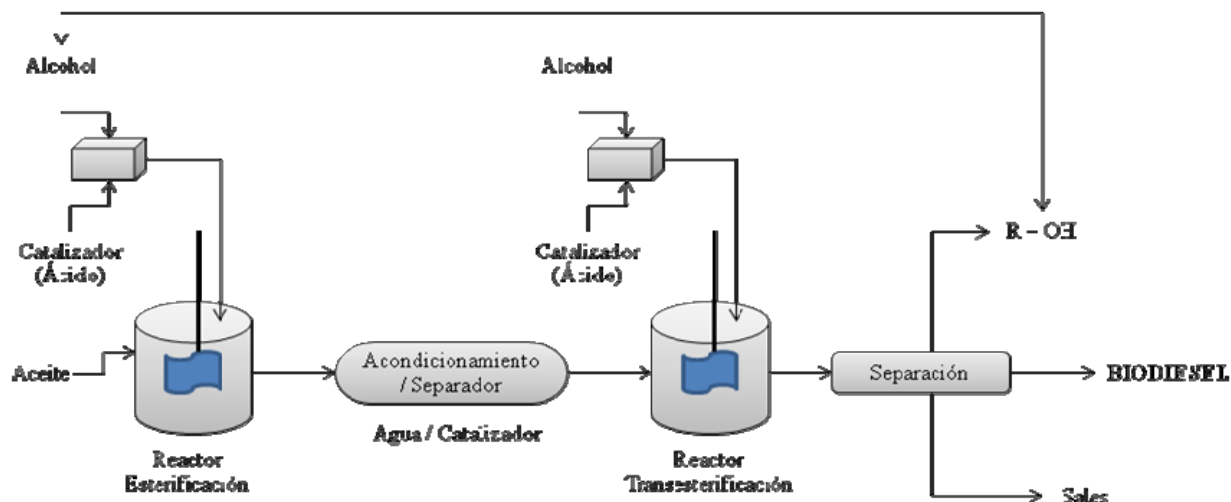 Alcohol
Alcohol
Catalizador
(Ácido)
Catalizador
(Ácido)
R - OH
Aceite
Acondicionamiento
/ Separador
Separación
BIODIESEL
Agua / Catalizador
Reactor
Esterificación
Reactor
Transesterificación
Sales